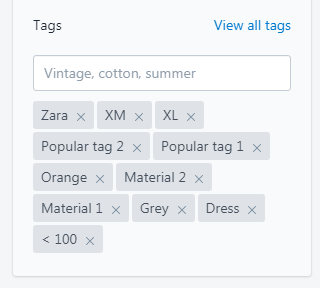 Tags View all tags
Vintage, cotton, summer
Zara × XM × XL ×
Popular tag 2 × Popular tag 1 ×
Orange × Material 2 ×
Material 1 × Grey × Dress ×
< 100 ×